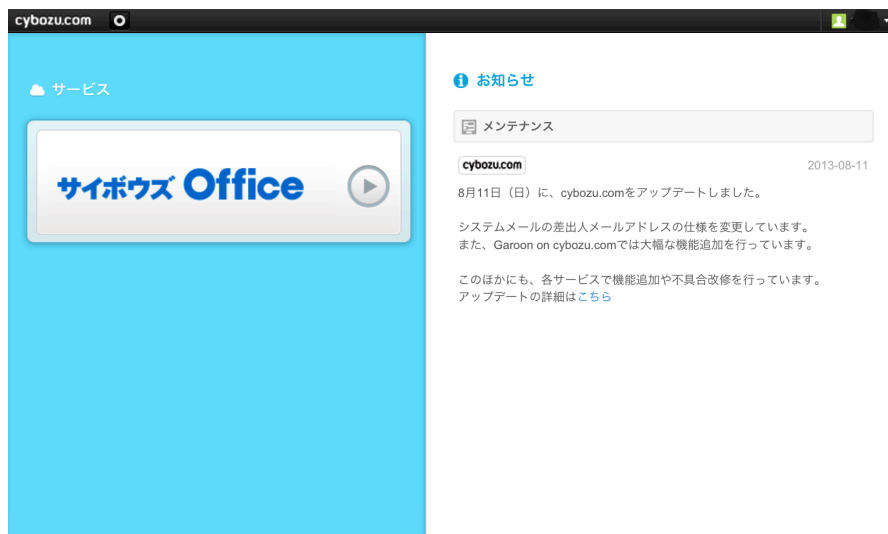 cybozu.com
サービス
サイボウズ Office
お知らせ
メンテナンス
cybozu.com 2013-08-11
8月11日（日）に、cybozu.comをアップデートしました。
システムメールの差出人メールアドレスの仕様を変更しています。
また、Garoon on cybozu.comでは大幅な機能追加を行っています。
このほかにも、各サービスで機能追加や不具合改修を行っています。
アップデートの詳細はこちら